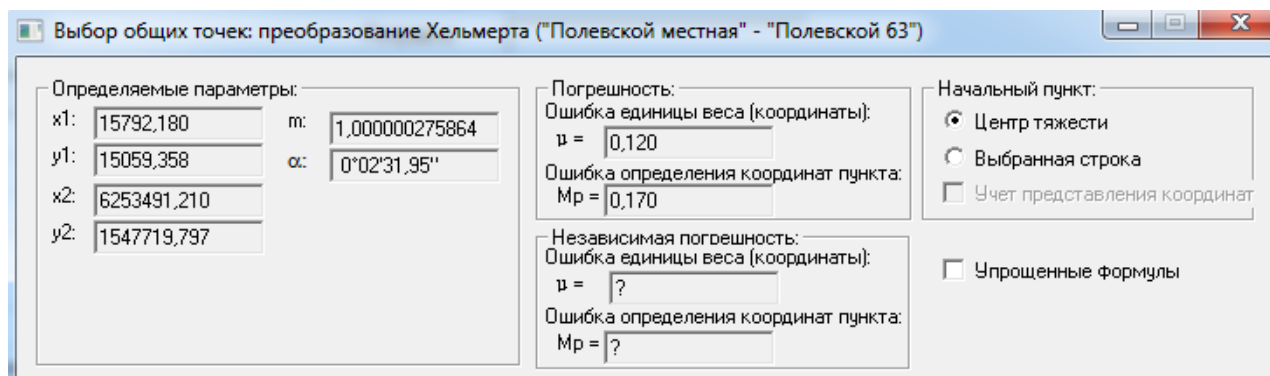 Выбор общих точек: преобразование Хельмерта ("Полевской местная" - "Полевской 63")
Определяемые параметры:
x1: 15792,180
m: 1,000000275864
y1: 15059,358
α: 0°02'31,95''
x2: 6253491,210
y2: 1547719,797
Погрешность:
Ошибка единицы веса (координаты):
μ = 0,120
Ошибка определения координат пункта:
Mp = 0,170
Независимая погрешность:
Ошибка единицы веса (координаты):
μ = ?
Ошибка определения координат пункта:
Mp = ?
Начальный пункт:
Центр тяжести
Выбранная строка
Учет представления координат
Упрощенные формулы